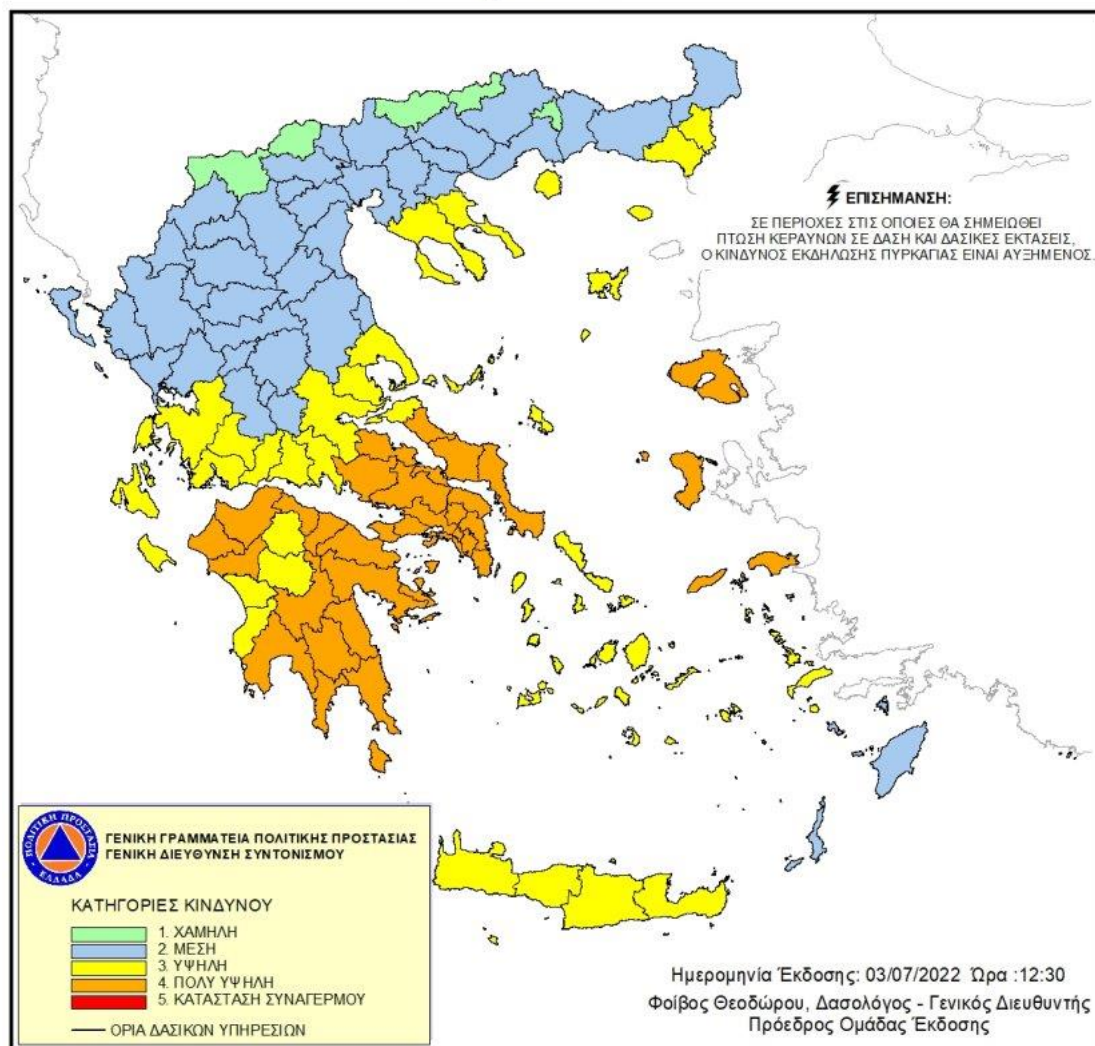 ΕΠΙΣΗΜΑΝΣΗ:
ΣΕ ΠΕΡΙΟΧΕΣ ΣΤΙΣ ΟΠΟΙΕΣ ΘΑ ΣΗΜΕΙΩΘΕΙ
ΠΤΩΣΗ ΚΕΡΑΥΝΩΝ ΣΕ ΔΑΣΗ ΚΑΙ ΔΑΣΙΚΕΣ ΕΚΤΑΣΕΙΣ,
Ο ΚΙΝΔΥΝΟΣ ΕΚΔΗΛΩΣΗΣ ΠΥΡΚΑΓΙΑΣ ΕΙΝΑΙ ΑΥΞΗΜΕΝΟΣ.
ΠΟΛΙΤΙΚΗ ΠΡΟΣΤΑΣΙΑ
ΕΛΛΑΔΑ
ΓΕΝΙΚΗ ΓΡΑΜΜΑΤΕΙΑ ΠΟΛΙΤΙΚΗΣ ΠΡΟΣΤΑΣΙΑΣ
ΓΕΝΙΚΗ ΔΙΕΥΘΥΝΣΗ ΣΥΝΤΟΝΙΣΜΟΥ
ΚΑΤΗΓΟΡΙΕΣ ΚΙΝΔΥΝΟΥ
1. ΧΑΜΗΛΗ
2. ΜΕΣΗ
3. ΥΨΗΛΗ
4. ΠΟΛΥ ΥΨΗΛΗ
5. ΚΑΤΑΣΤΑΣΗ ΣΥΝΑΓΕΡΜΟΥ
ΟΡΙΑ ΔΑΣΙΚΩΝ ΥΠΗΡΕΣΙΩΝ
Ημερομηνία Έκδοσης: 03/07/2022 Ώρα :12:30
Φοίβος Θεοδώρου, Δασολόγος - Γενικός Διευθυντής
Πρόεδρος Ομάδας Έκδοσης